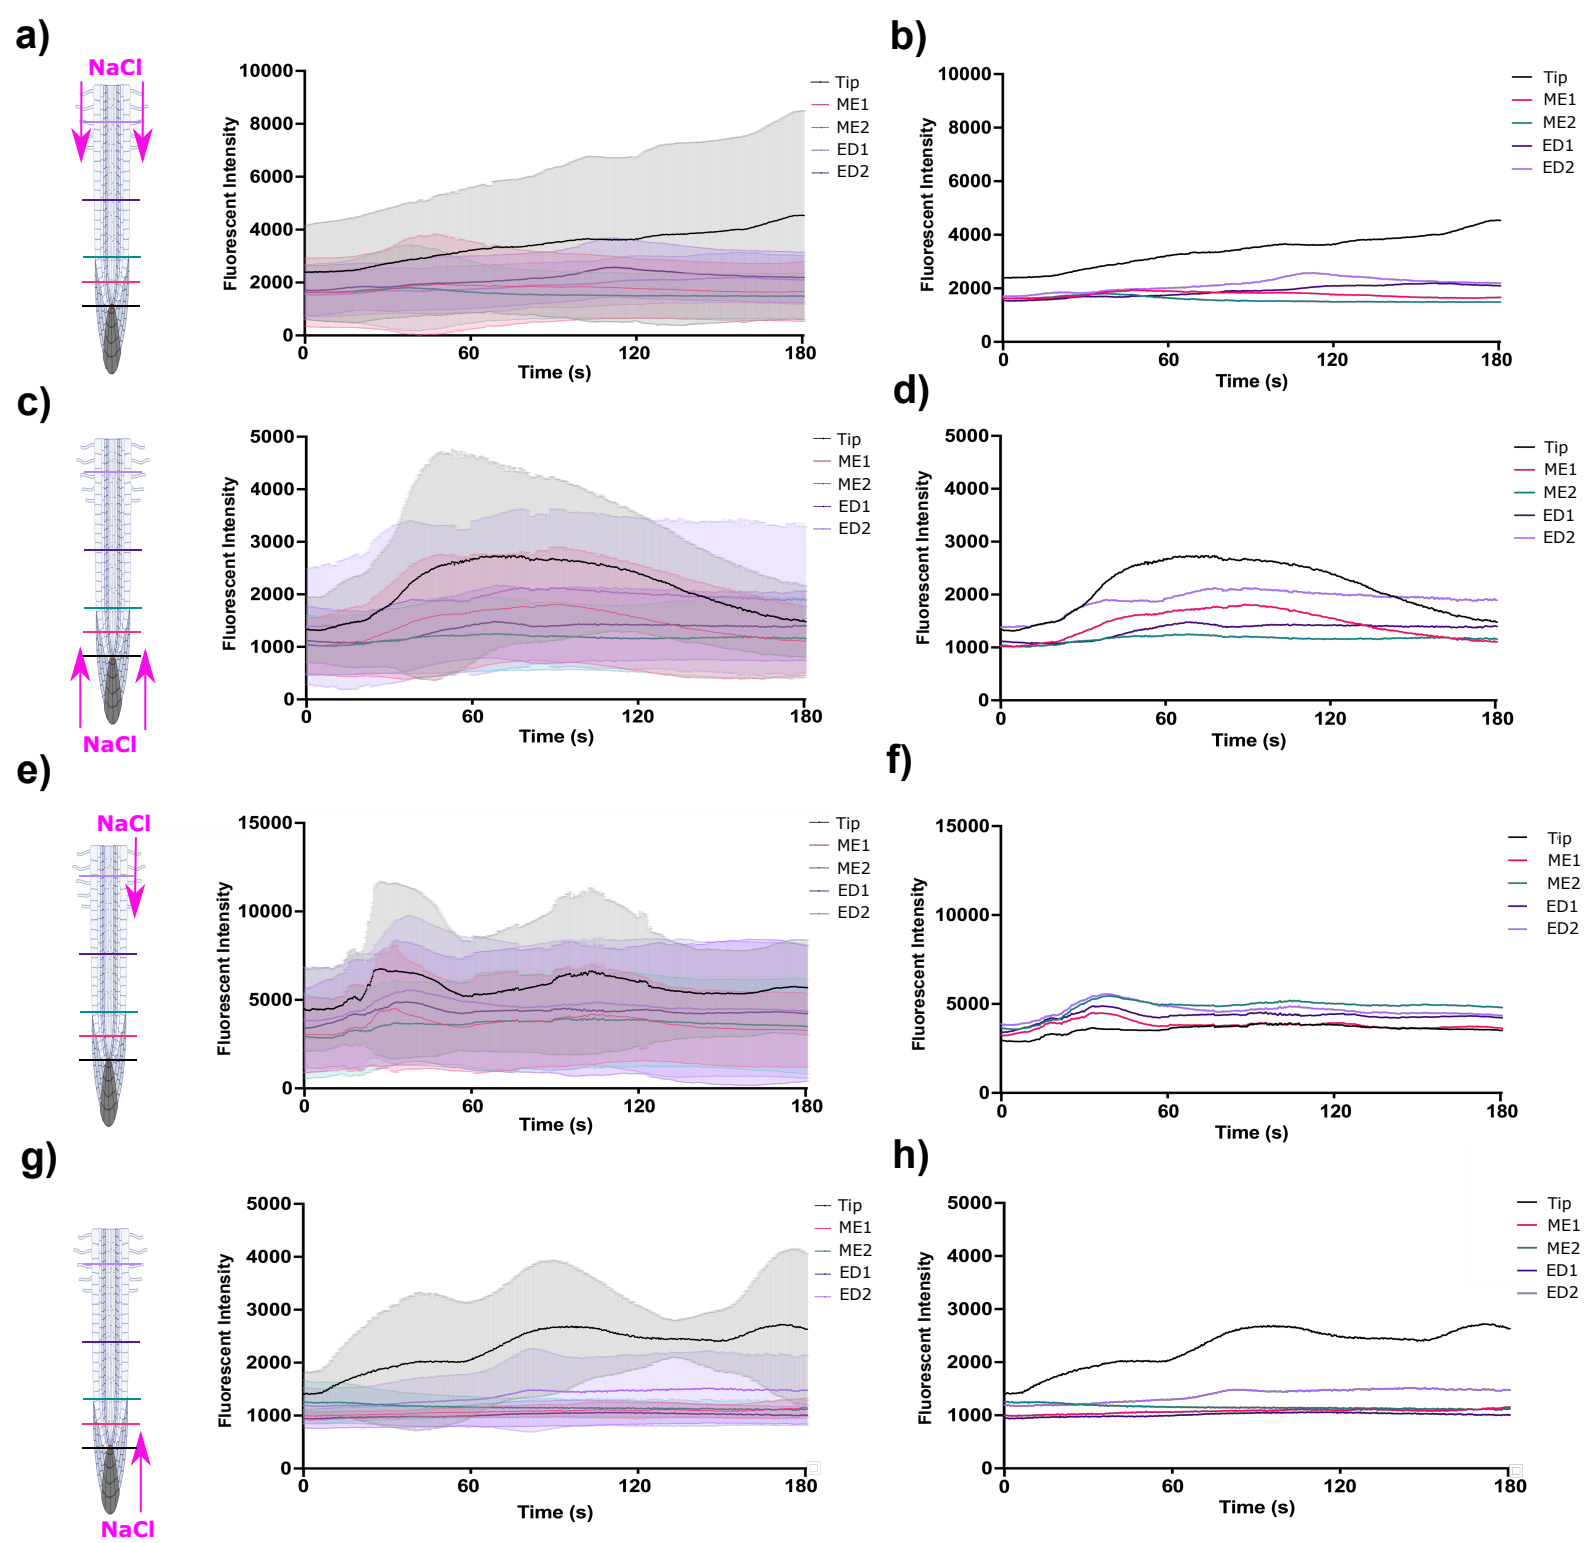 a)
NaCl
Fluorescent Intensity
10000
8000
6000
4000
2000
0
0 60 120 180
Time (s)
Tip
ME1
ME2
ED1
ED2
b)
Fluorescent Intensity
10000
8000
6000
4000
2000
0
0 60 120 180
Time (s)
Tip
ME1
ME2
ED1
ED2
c)
NaCl
Fluorescent Intensity
5000
4000
3000
2000
1000
0
0 60 120 180
Time (s)
Tip
ME1
ME2
ED1
ED2
d)
Fluorescent Intensity
5000
4000
3000
2000
1000
0
0 60 120 180
Time (s)
Tip
ME1
ME2
ED1
ED2
e)
NaCl
Fluorescent Intensity
15000
10000
5000
0
0 60 120 180
Time (s)
Tip
ME1
ME2
ED1
ED2
f)
Fluorescent Intensity
15000
10000
5000
0
0 60 120 180
Time (s)
Tip
ME1
ME2
ED1
ED2
g)
NaCl
Fluorescent Intensity
5000
4000
3000
2000
1000
0
0 60 120 180
Time (s)
Tip
ME1
ME2
ED1
ED2
h)
Fluorescent Intensity
5000
4000
3000
2000
1000
0
0 60 120 180
Time (s)
Tip
ME1
ME2
ED1
ED2